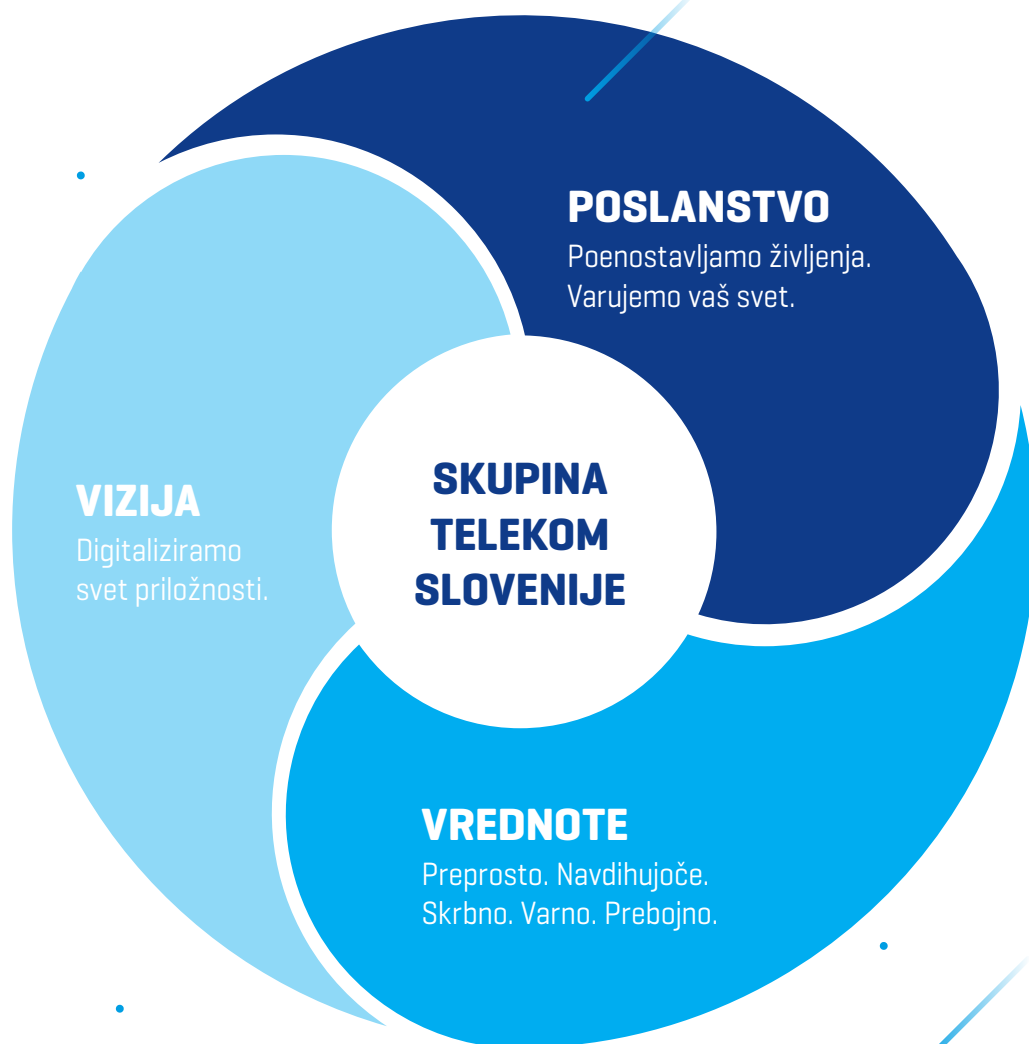 POSLANSTVO
Poenostavljamo življenja.
Varujemo vaš svet.
SKUPINA
TELEKOM
SLOVENIJE
VIZIJA
Digitaliziramo
svet priložnosti.
VREDNOTE
Preprosto. Navdihujoče.
Skrbno. Varno. Prebojno.